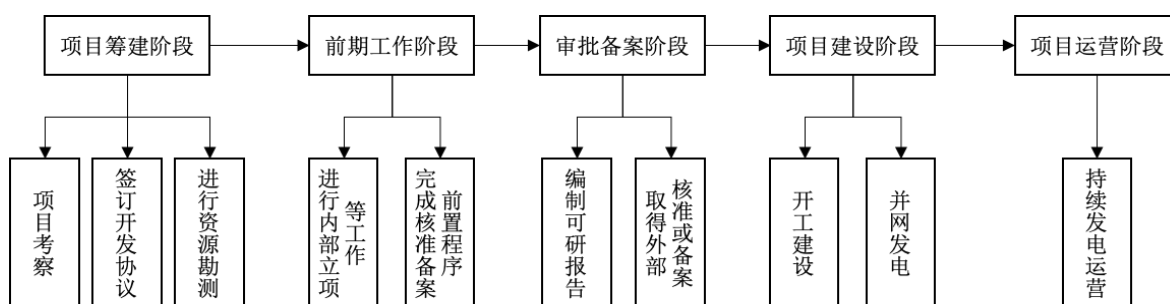 项目筹建阶段
前期工作阶段
审批备案阶段
项目建设阶段
项目运营阶段
项目考察
签订开发协议
进行资源勘测
进行内部立项
等工作
完成核准备案
前置程序
编制可研报告
取得外部
核准或备案
开工建设
并网发电
持续发电运营